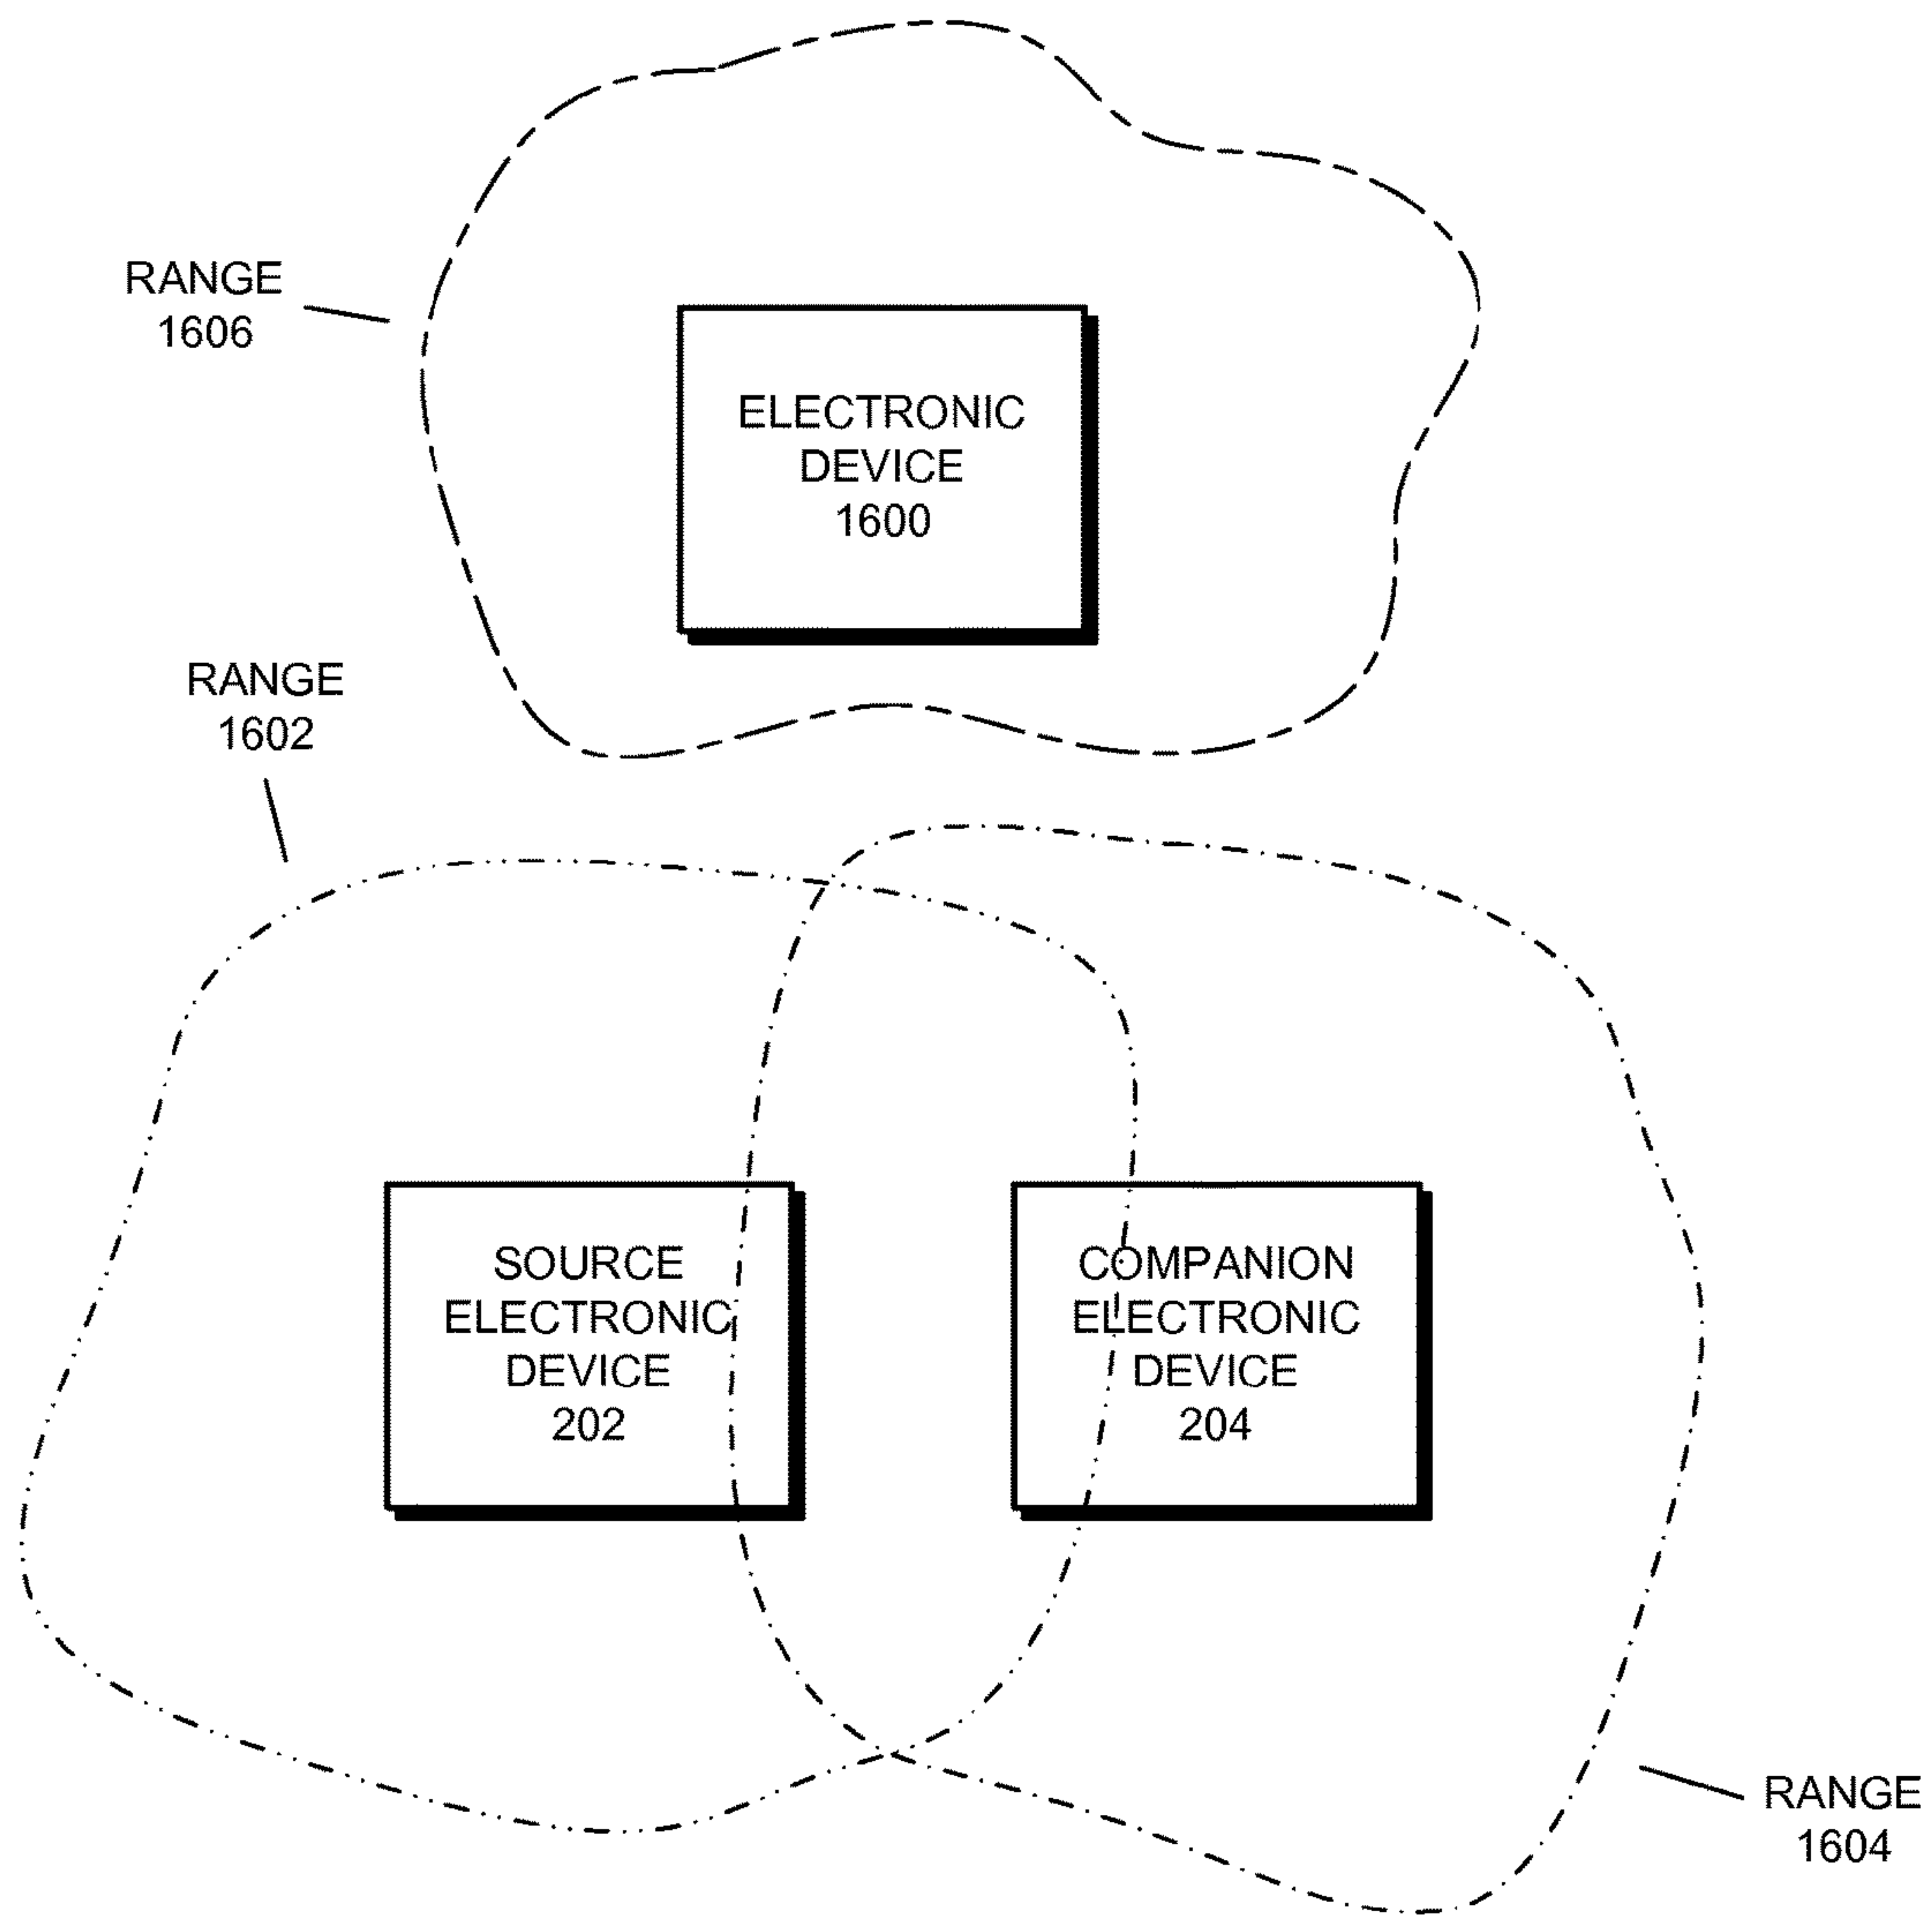 RANGE
1606
ELECTRONIC
DEVICE
1600
RANGE
1602
SOURCE
ELECTRONIC
DEVICE
202
COMPANION
ELECTRONIC
DEVICE
204
RANGE
1604